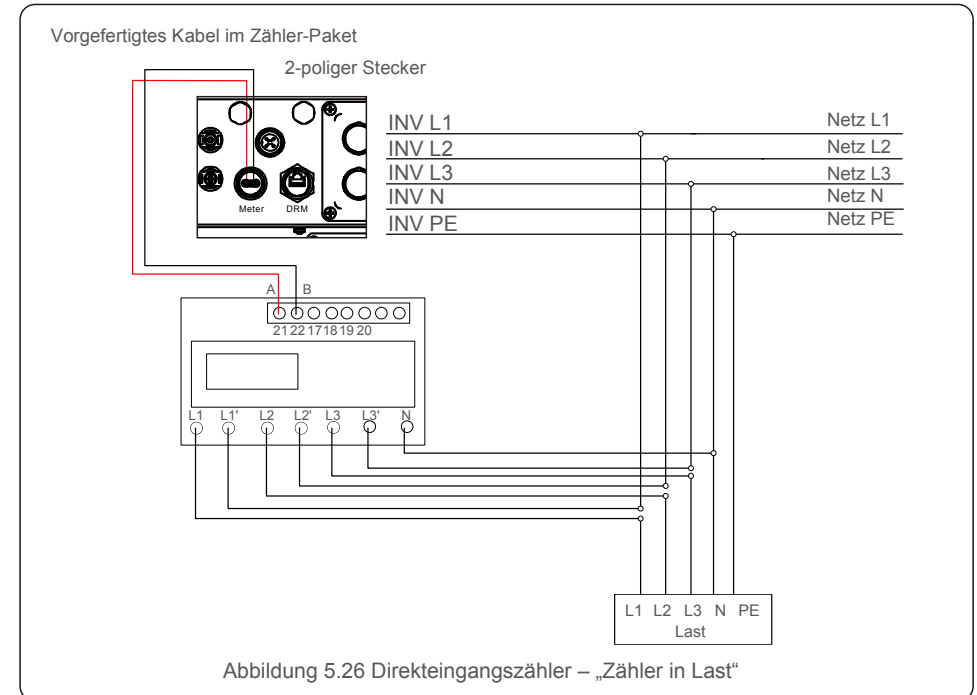 Vorgefertigtes Kabel im Zähler-Paket
2-poliger Stecker
INV L1 Netz L1
INV L2 Netz L2
INV L3 Netz L3
INV N Netz N
INV PE Netz PE
Meter DRM
A B
21 22 17 18 19 20
L1 L1' L2 L2' L3 L3' N
L1 L2 L3 N PE
Last
Abbildung 5.26 Direkteingangszähler – „Zähler in Last“